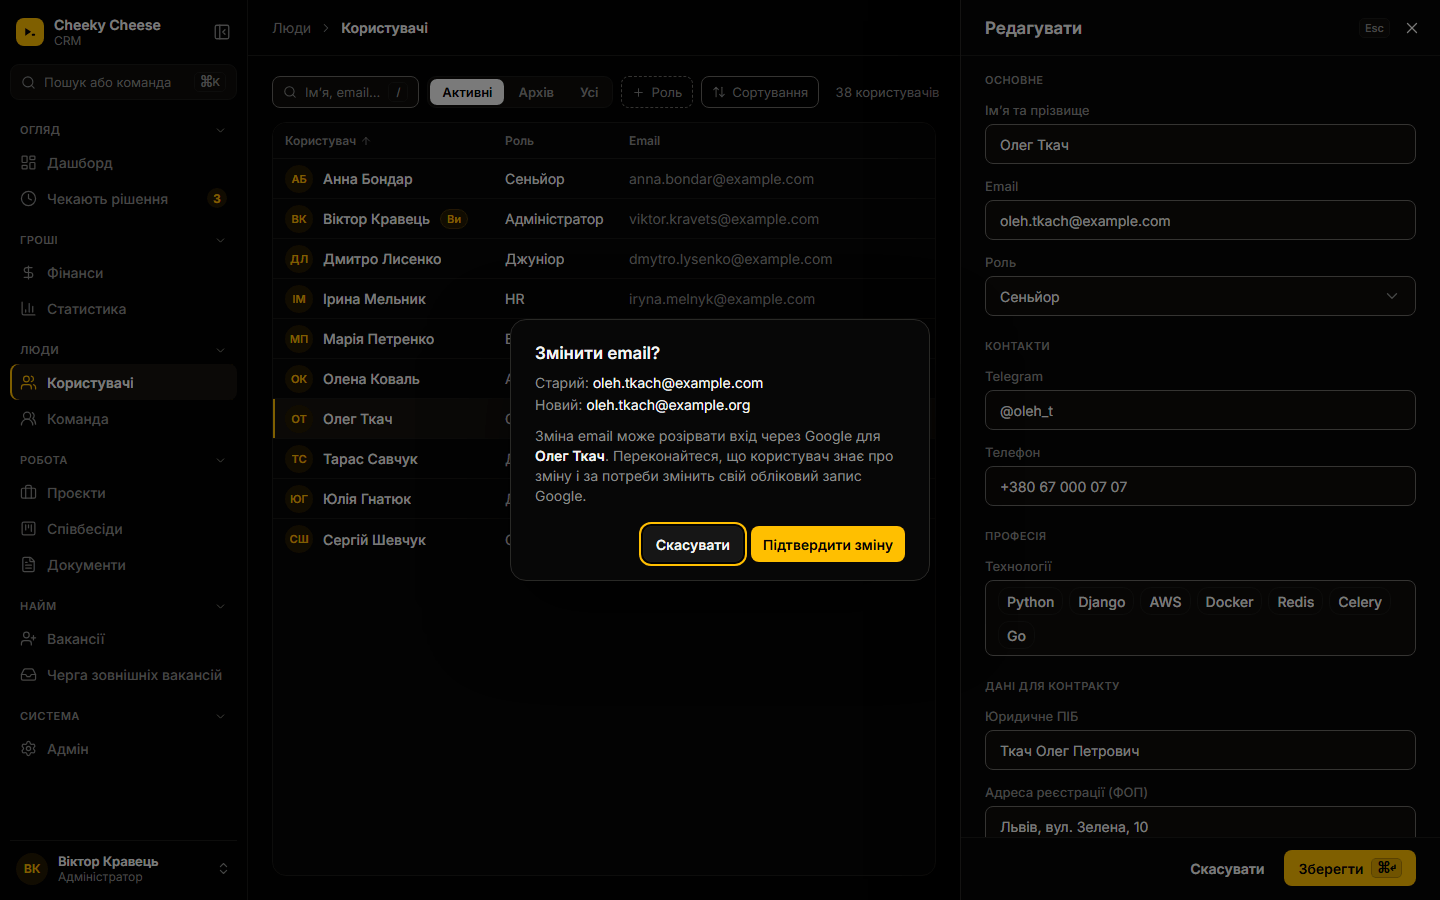 Cheeky Cheese
CRM
Пошук або команда ⌘K
ОГЛЯД
Дашборд
Чекають рішення 3
ГРОШІ
Фінанси
Статистика
ЛЮДИ
Користувачі
Команда
РОБОТА
Проєкти
Співбесіди
Документи
НАЙМ
Вакансії
Черга зовнішніх вакансій
СИСТЕМА
Адмін
ВК Віктор Кравець
Адміністратор
Люди > Користувачі
Ім'я, email... / Активні Архів Усі + Роль Сортування 38 користувачів
Користувач ↑ Роль Email
АБ Анна Бондар Сеньйор anna.bondar@example.com
ВК Віктор Кравець Ви Адміністратор viktor.kravets@example.com
ДЛ Дмитро Лисенко Джуніор dmytro.lysenko@example.com
ІМ Ірина Мельник HR iryna.melnyk@example.com
МП Марія Петренко
ОК Олена Коваль
ОТ Олег Ткач
ТС Тарас Савчук
ЮГ Юлія Гнатюк
СШ Сергій Шевчук
Змінити email?
Старий: oleh.tkach@example.com
Новий: oleh.tkach@example.org
Зміна email може розірвати вхід через Google для
Олег Ткач. Переконайтеся, що користувач знає про
зміну і за потреби змінить свій обліковий запис
Google.
Скасувати Підтвердити зміну
Редагувати Esc
ОСНОВНЕ
Ім'я та прізвище
Олег Ткач
Email
oleh.tkach@example.com
Роль
Сеньйор
КОНТАКТИ
Telegram
@oleh_t
Телефон
+380 67 000 07 07
ПРОФЕСІЯ
Технології
Python Django AWS Docker Redis Celery
Go
ДАНІ ДЛЯ КОНТРАКТУ
Юридичне ПІБ
Ткач Олег Петрович
Адреса реєстрації (ФОП)
Львів, вул. Зелена, 10
Скасувати Зберегти ⌘↵